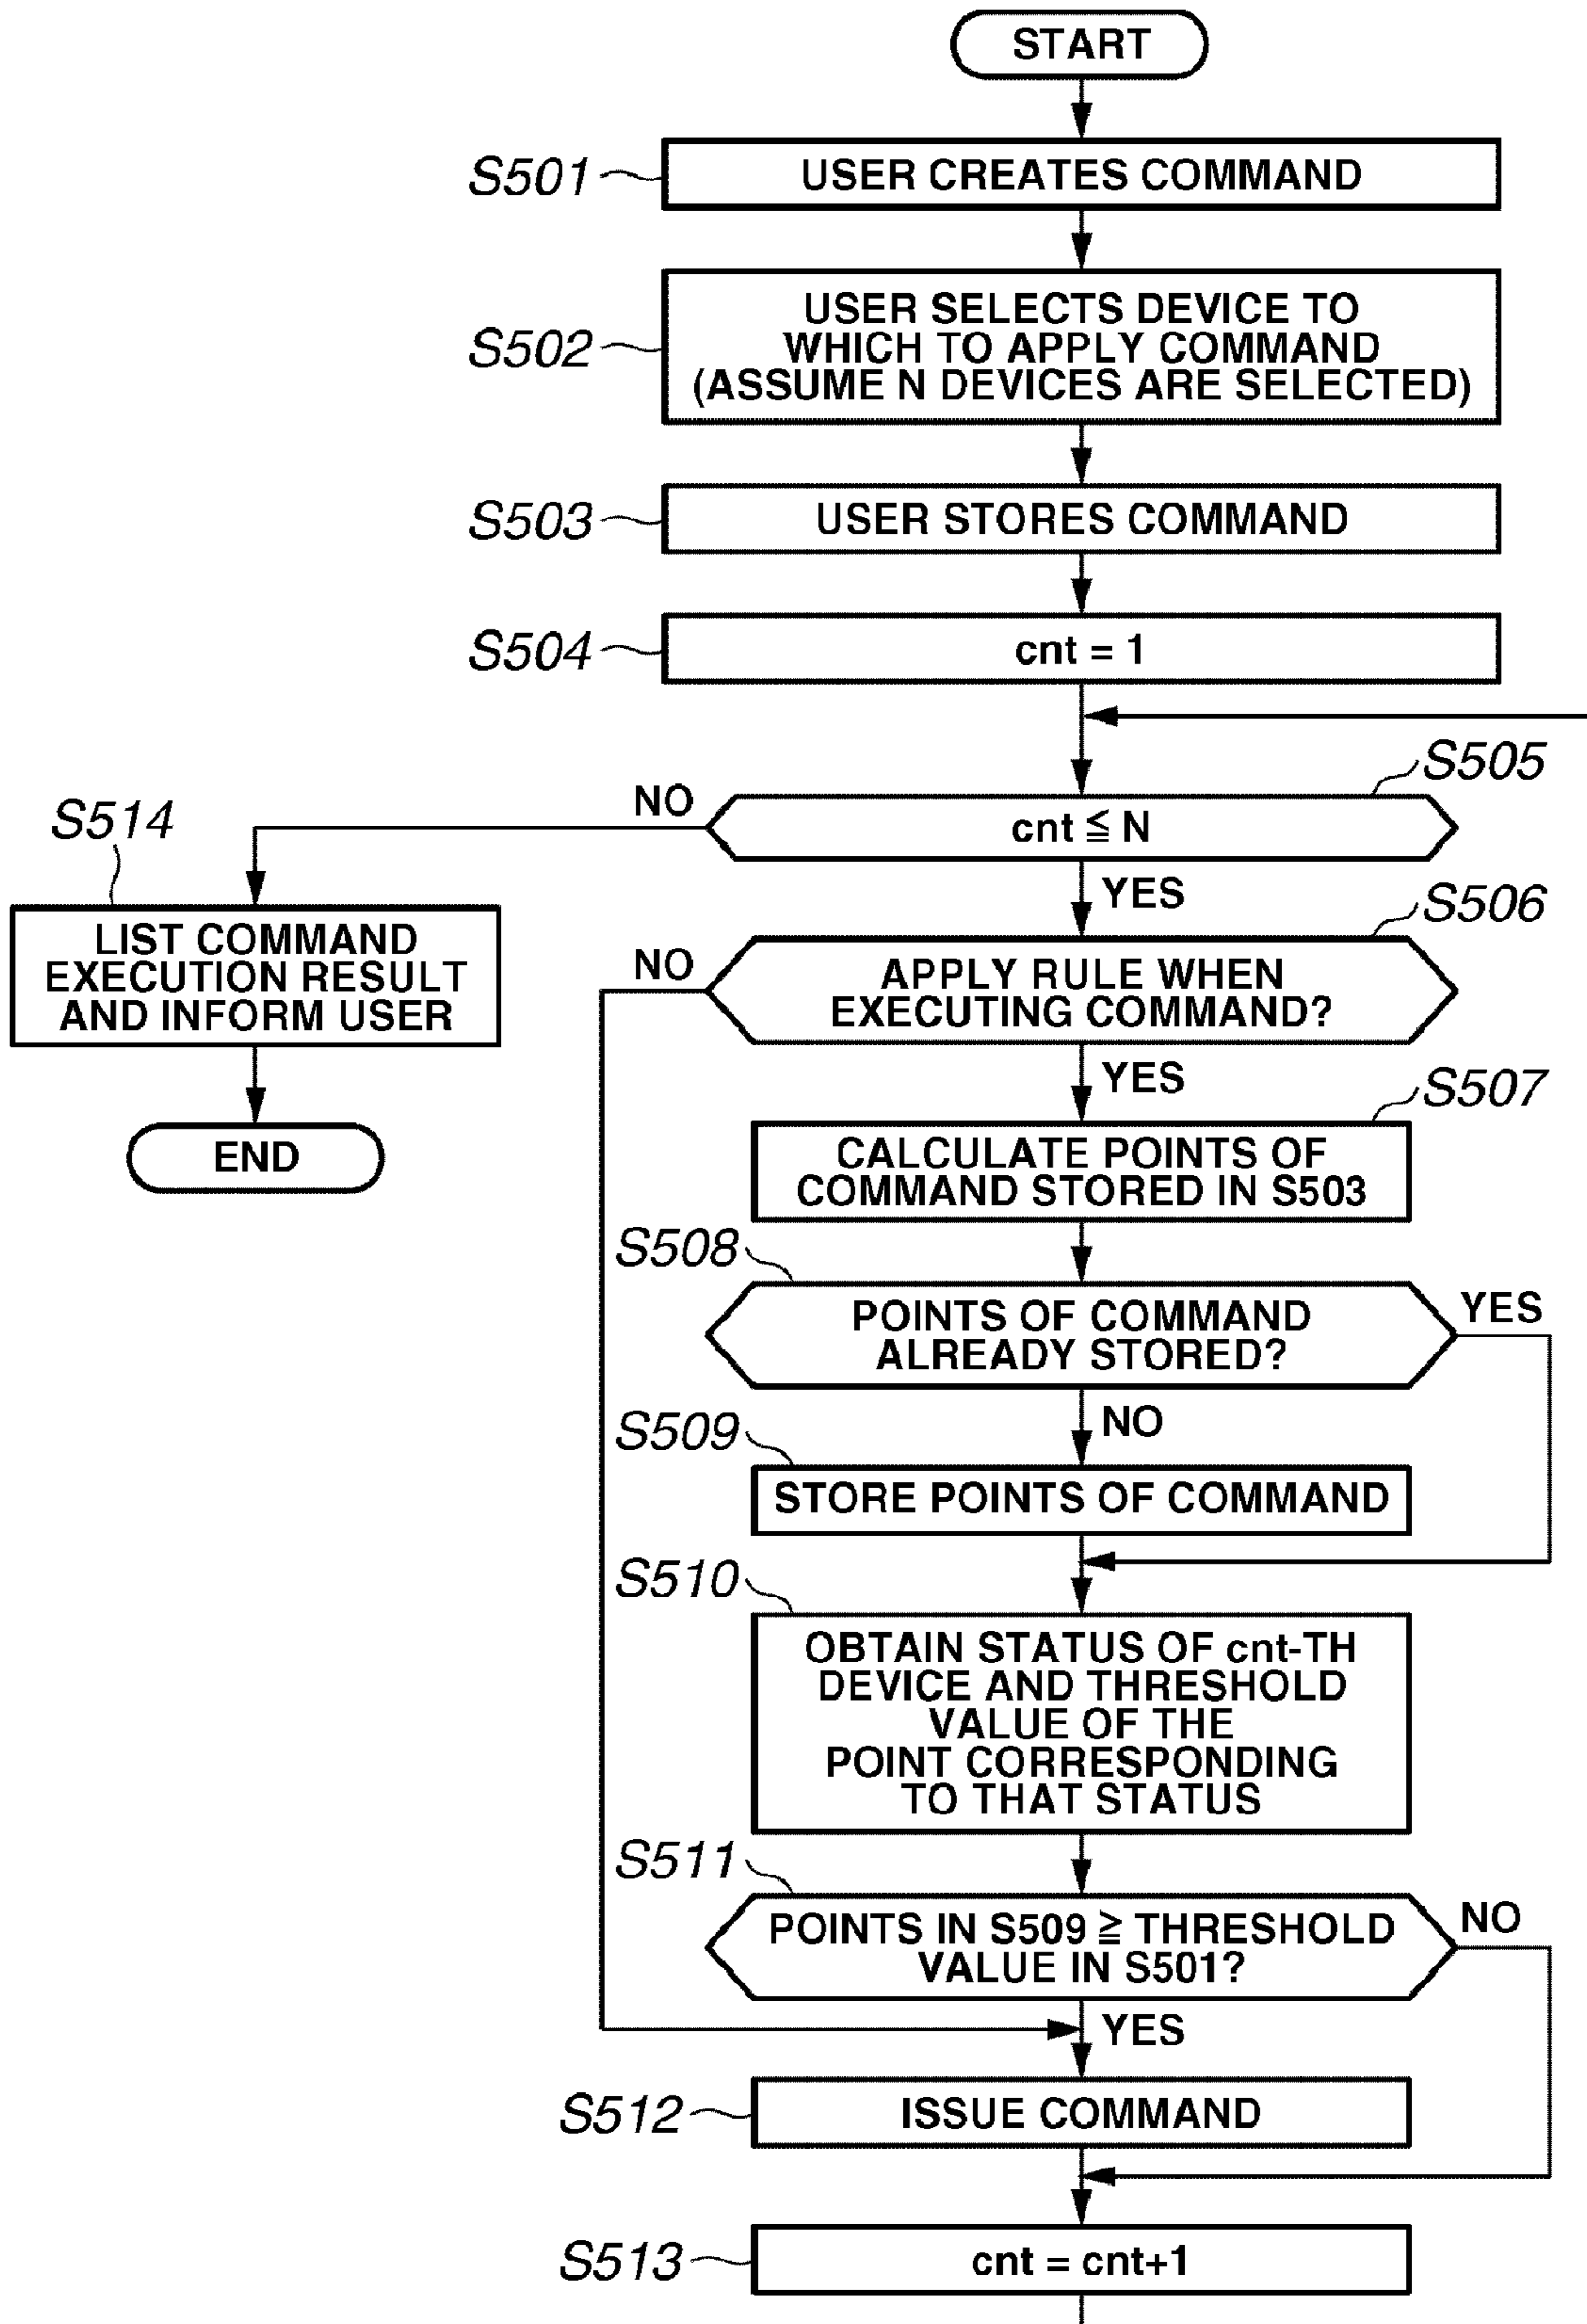 START
S501
USER CREATES COMMAND
S502
USER SELECTS DEVICE TO
WHICH TO APPLY COMMAND
(ASSUME N DEVICES ARE SELECTED)
S503
USER STORES COMMAND
S504
cnt = 1
S505
NO
cnt ≦ N
S514
YES
S506
LIST COMMAND
EXECUTION RESULT
AND INFORM USER
NO
APPLY RULE WHEN
EXECUTING COMMAND?
YES
S507
END
CALCULATE POINTS OF
COMMAND STORED IN S503
S508
POINTS OF COMMAND
ALREADY STORED?
YES
NO
S509
STORE POINTS OF COMMAND
S510
OBTAIN STATUS OF cnt-TH
DEVICE AND THRESHOLD
VALUE OF THE
POINT CORRESPONDING
TO THAT STATUS
S511
POINTS IN S509 ≧ THRESHOLD
VALUE IN S501?
NO
YES
S512
ISSUE COMMAND
S513
cnt = cnt+1